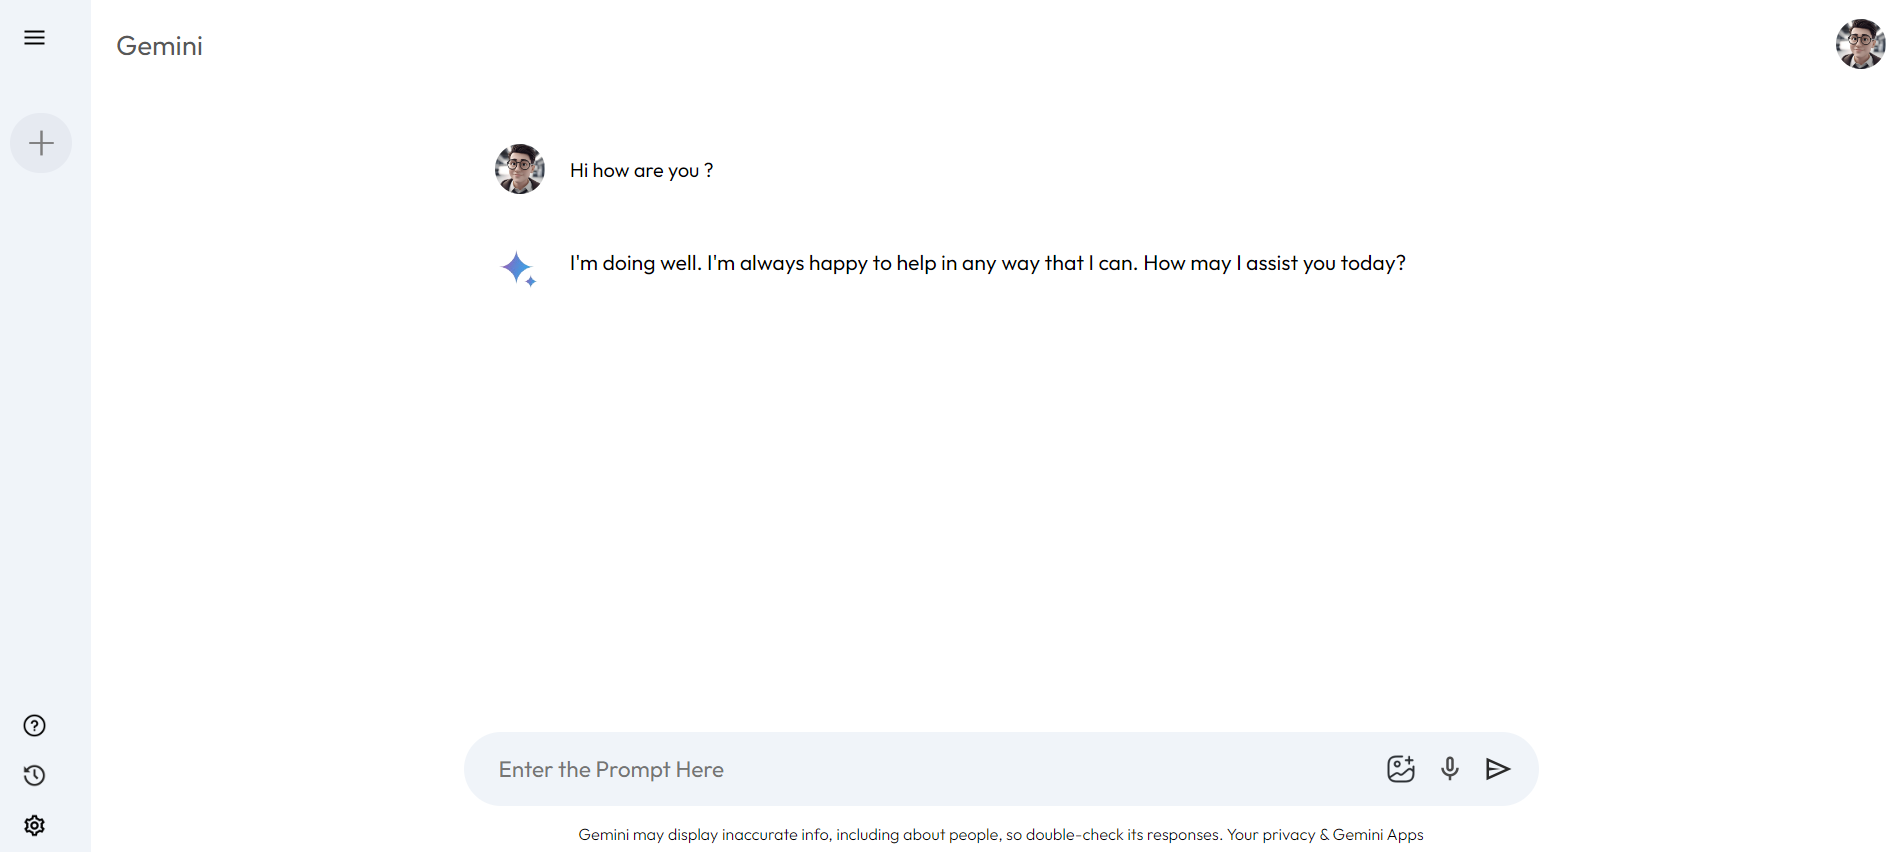 Gemini
Hi how are you ?
I'm doing well. I'm always happy to help in any way that I can. How may I assist you today?
Enter the Prompt Here
Gemini may display inaccurate info, including about people, so double-check its responses. Your privacy & Gemini Apps